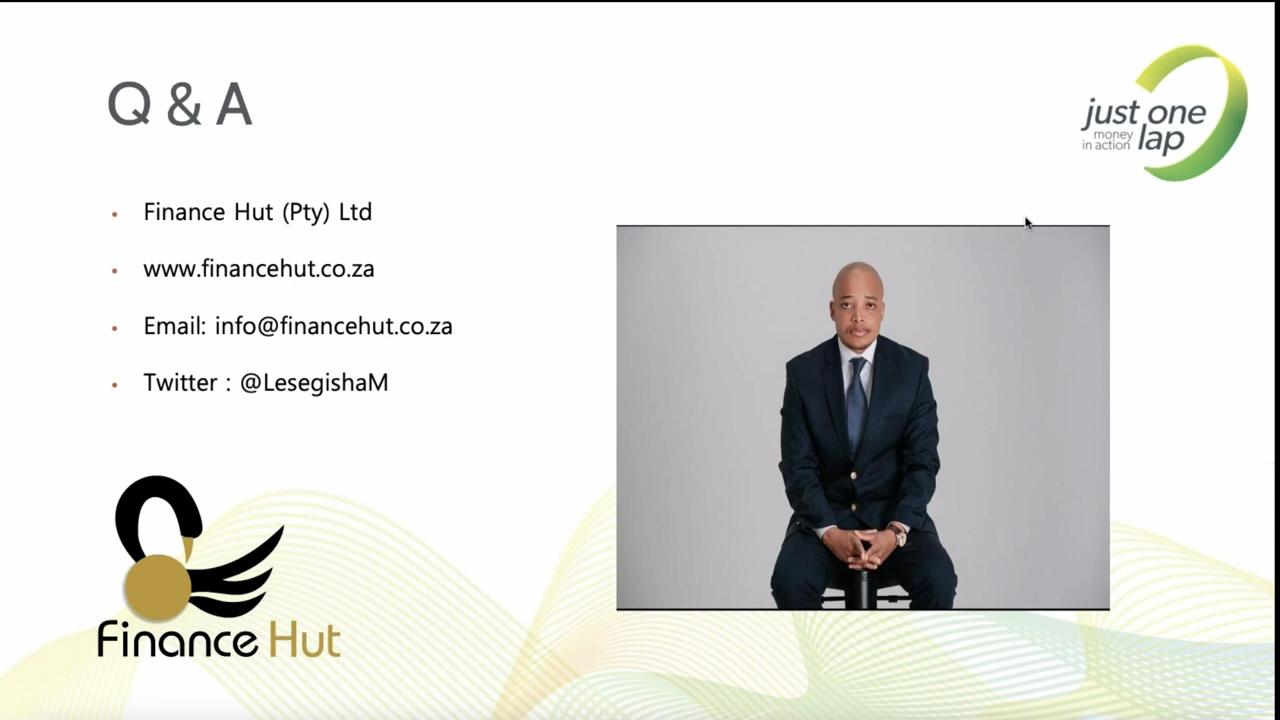 Q & A
just one
money
in action lap
Finance Hut (Pty) Ltd
www.financehut.co.za
Email: info@financehut.co.za
Twitter : @LesegishaM
Finance Hut